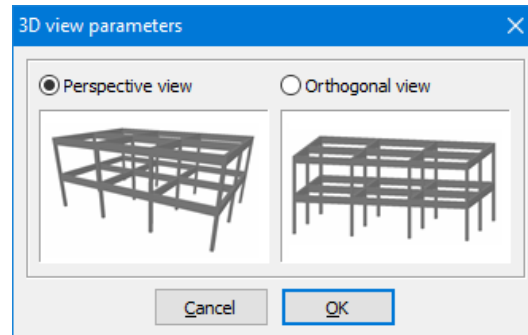 3D view parameters
Perspective view
Orthogonal view
Cancel
OK